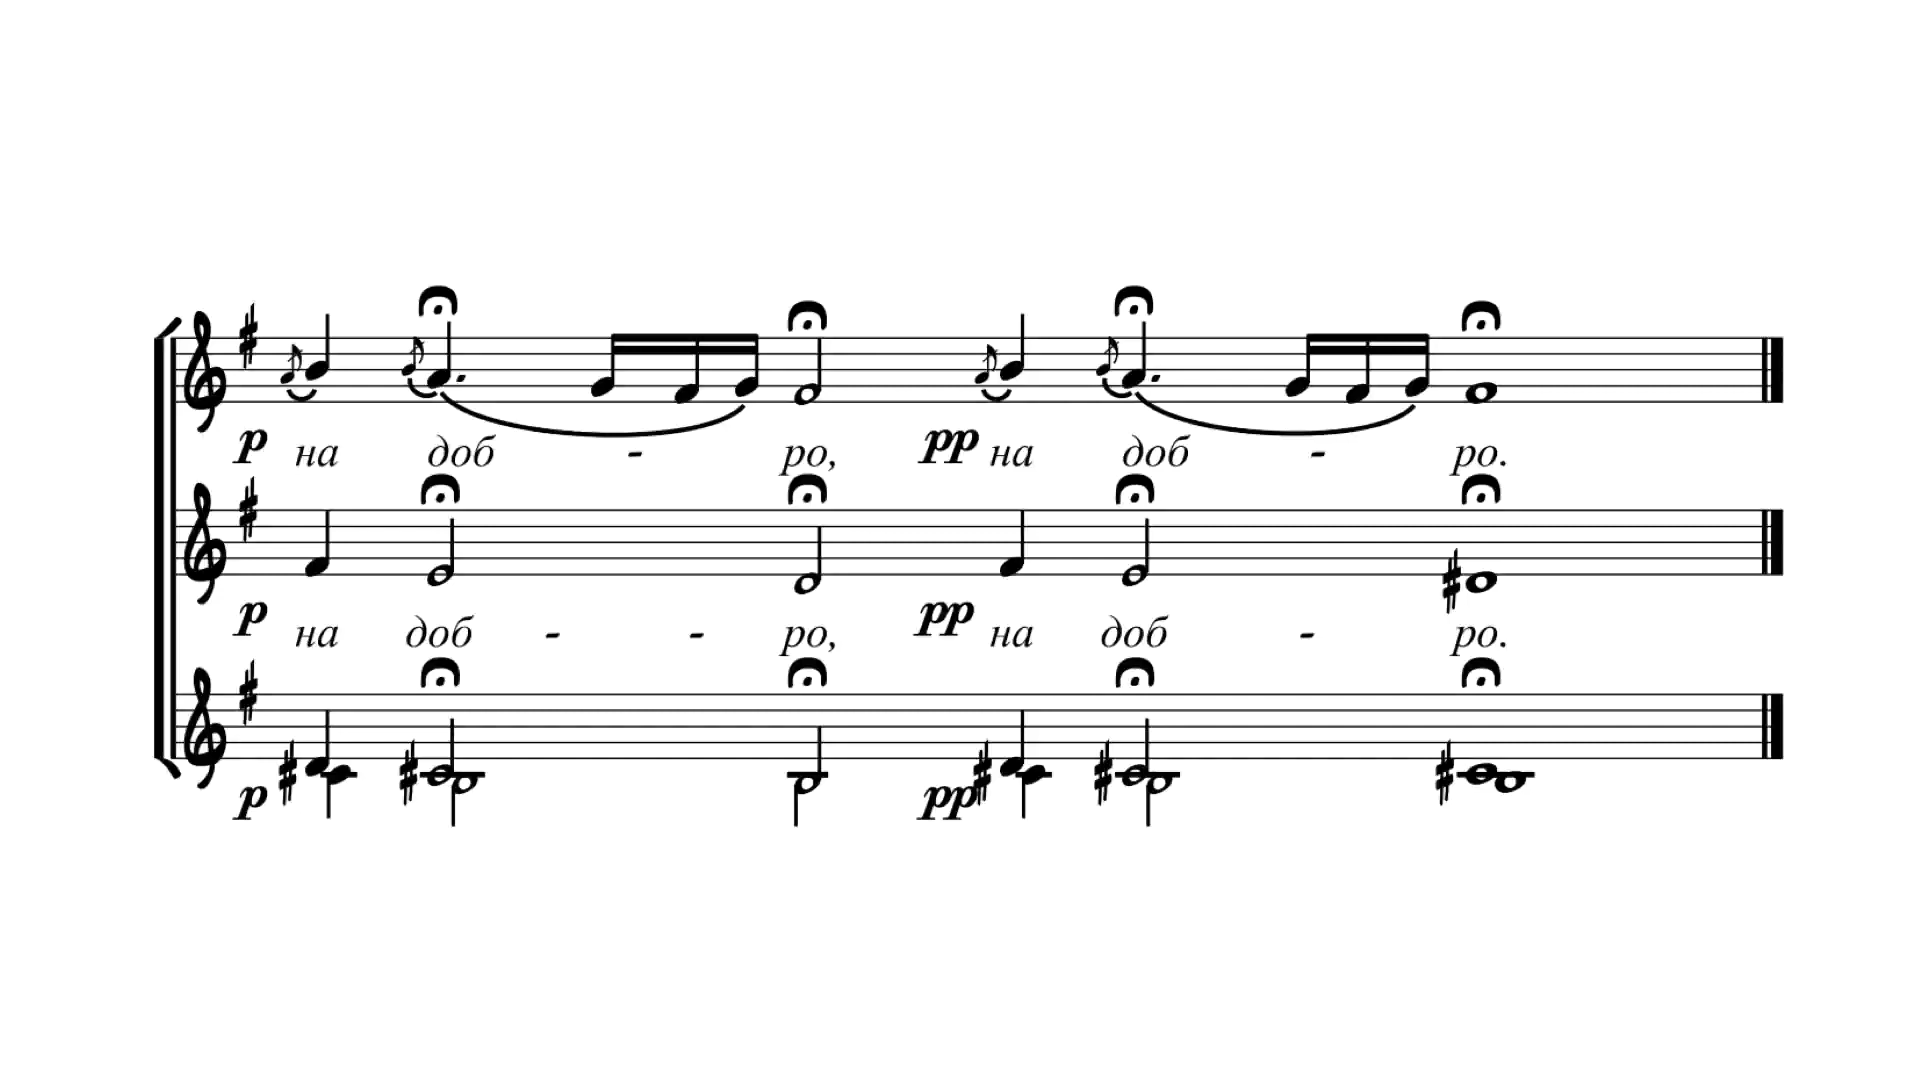 p на доб - ро, pp на доб - ро.
p на доб - - ро, pp на доб - ро.
p pp